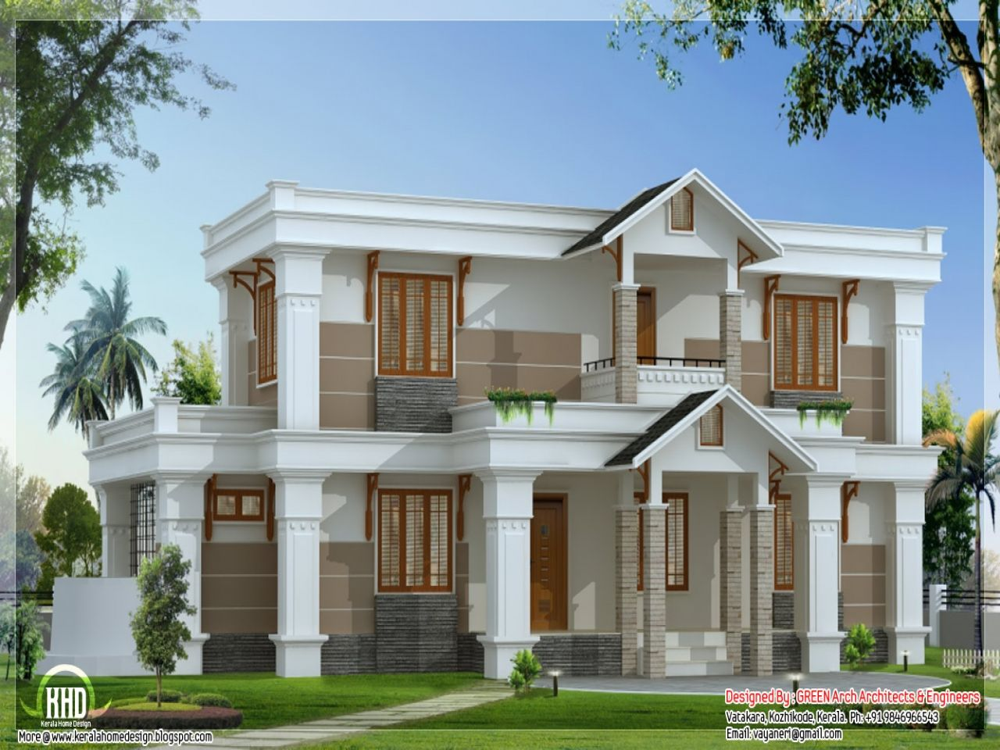 KHD
Kerala Home Design
More @ www.keralahomedesign.blogspot.com
Designed By : GREEN Arch Architects & Engineers
Vatakara, Kozhikode, Kerala. Ph: +91 9846966543
Email: vayaneri@gmail.com